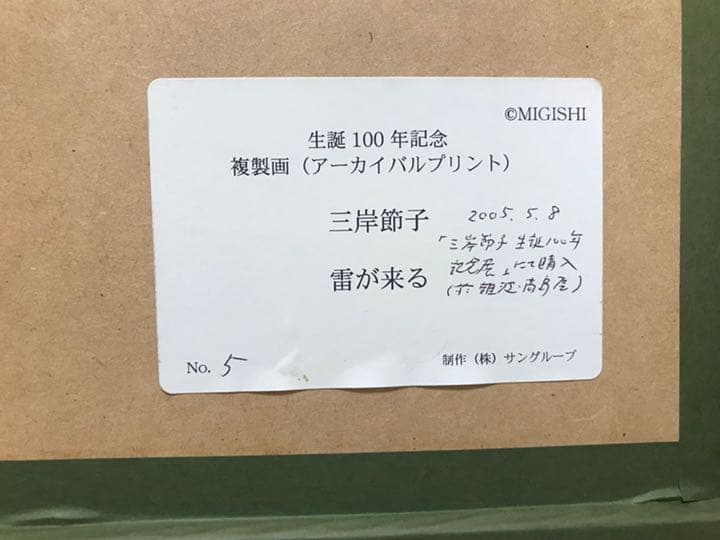 ©MIGISHI
生誕 100 年記念
複製画（アーカイバルプリント）
三岸節子
2005. 5. 8
「三岸節子 生誕100年
雷が来る
記念展」にて購入
(於
No. 5
制作（株）サングループ